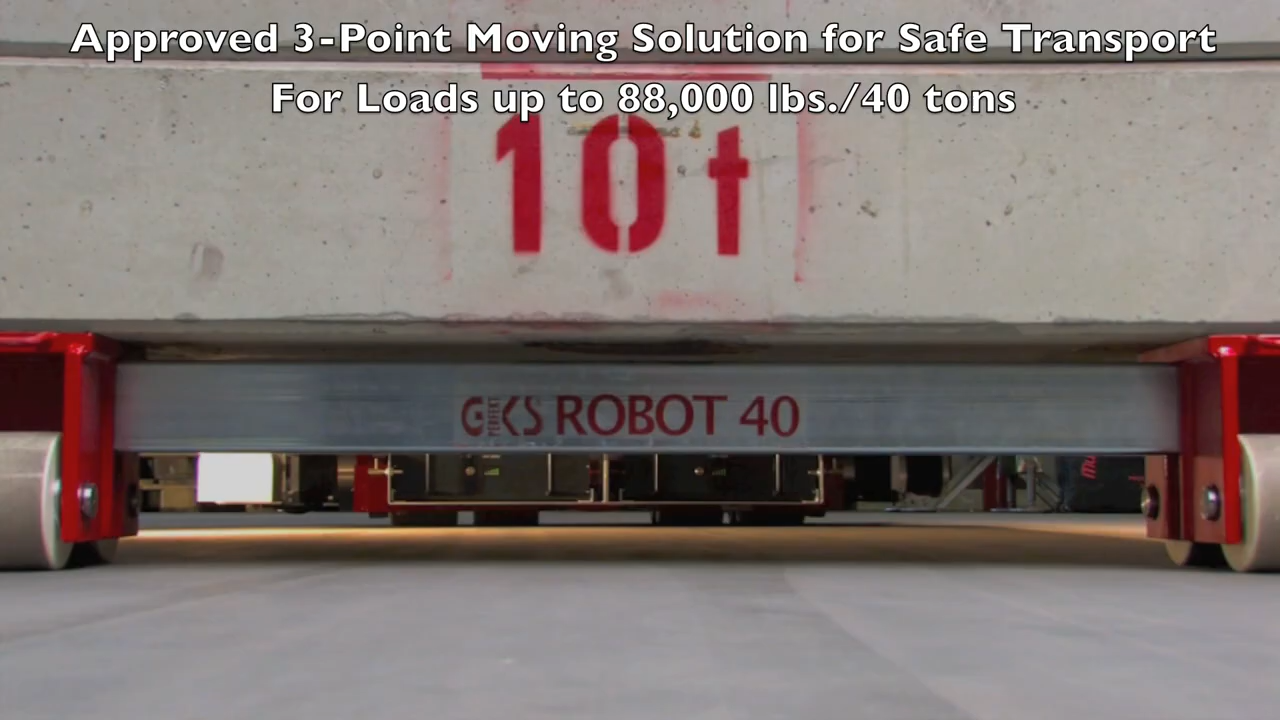 Approved 3-Point Moving Solution for Safe Transport
For Loads up to 88,000 lbs./40 tons
10t
GKS PERFEKT ROBOT 40